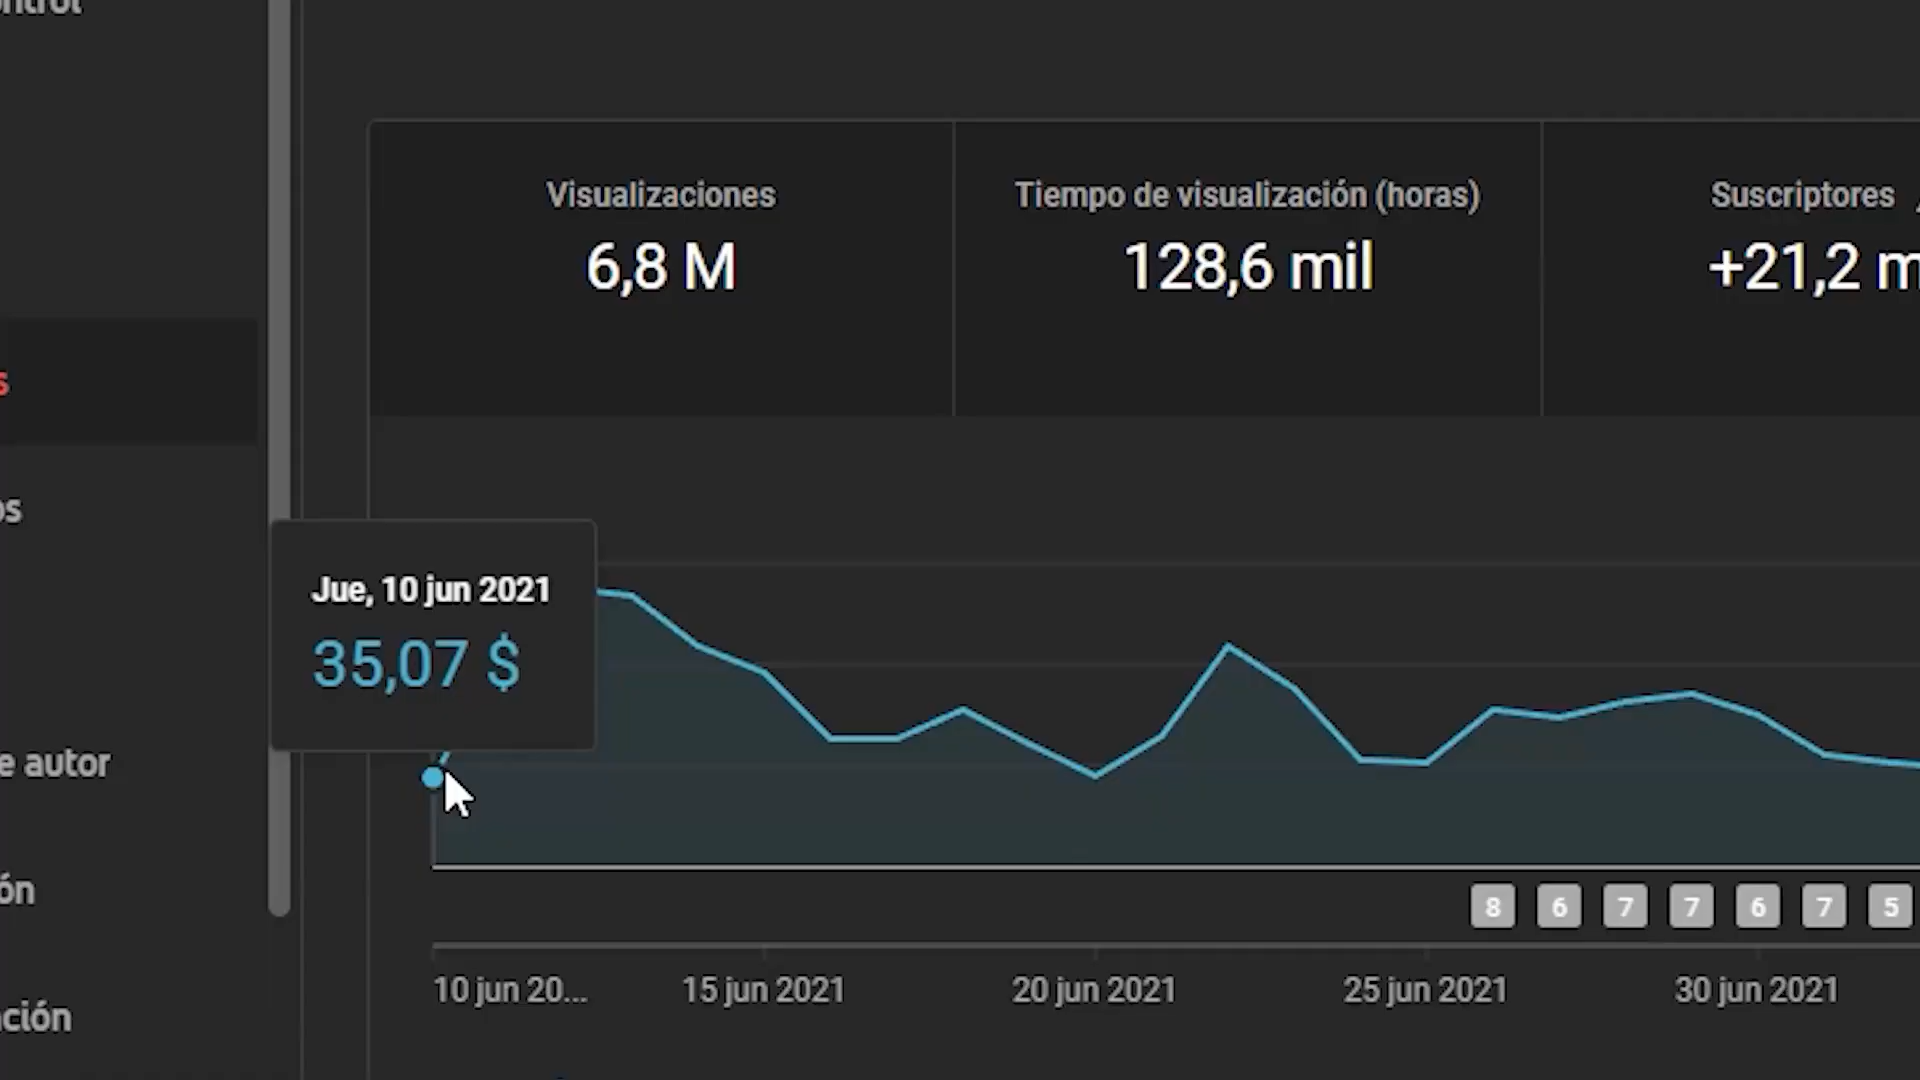 Visualizaciones
6,8 M
Tiempo de visualización (horas)
128,6 mil
Suscriptores
+21,2
Jue, 10 jun 2021
35,07 $
e autor
ón
ción
8 6 7 7 6 7 5
10 jun 20... 15 jun 2021 20 jun 2021 25 jun 2021 30 jun 2021